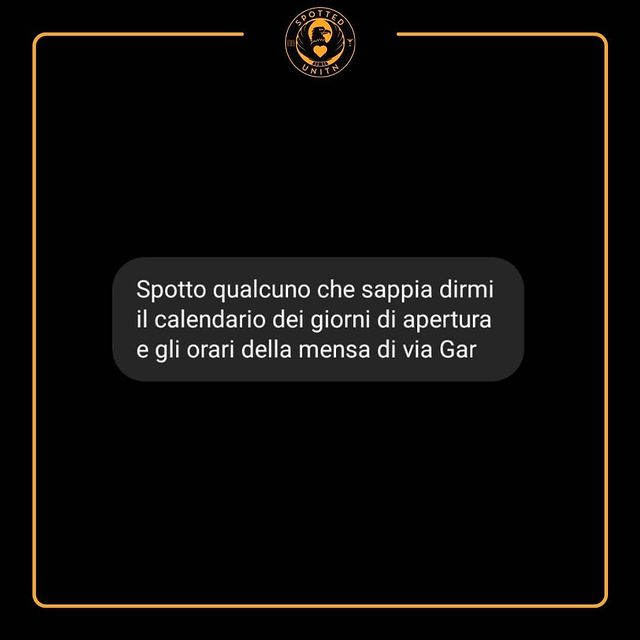 SPOTTED
UNITN
Spotto qualcuno che sappia dirmi
il calendario dei giorni di apertura
e gli orari della mensa di via Gar